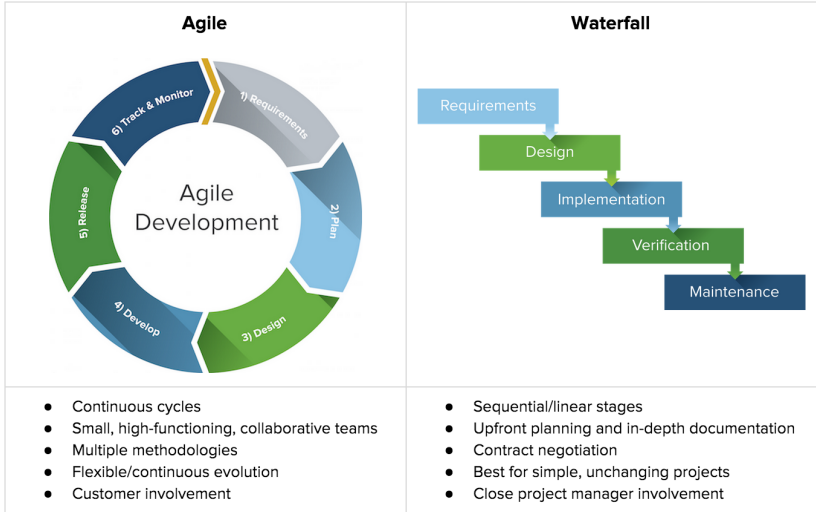 Agile
1) Requirements
2) Plan
3) Design
4) Develop
5) Release
6) Track & Monitor
Agile
Development
● Continuous cycles
● Small, high-functioning, collaborative teams
● Multiple methodologies
● Flexible/continuous evolution
● Customer involvement
Waterfall
Requirements
Design
Implementation
Verification
Maintenance
● Sequential/linear stages
● Upfront planning and in-depth documentation
● Contract negotiation
● Best for simple, unchanging projects
● Close project manager involvement